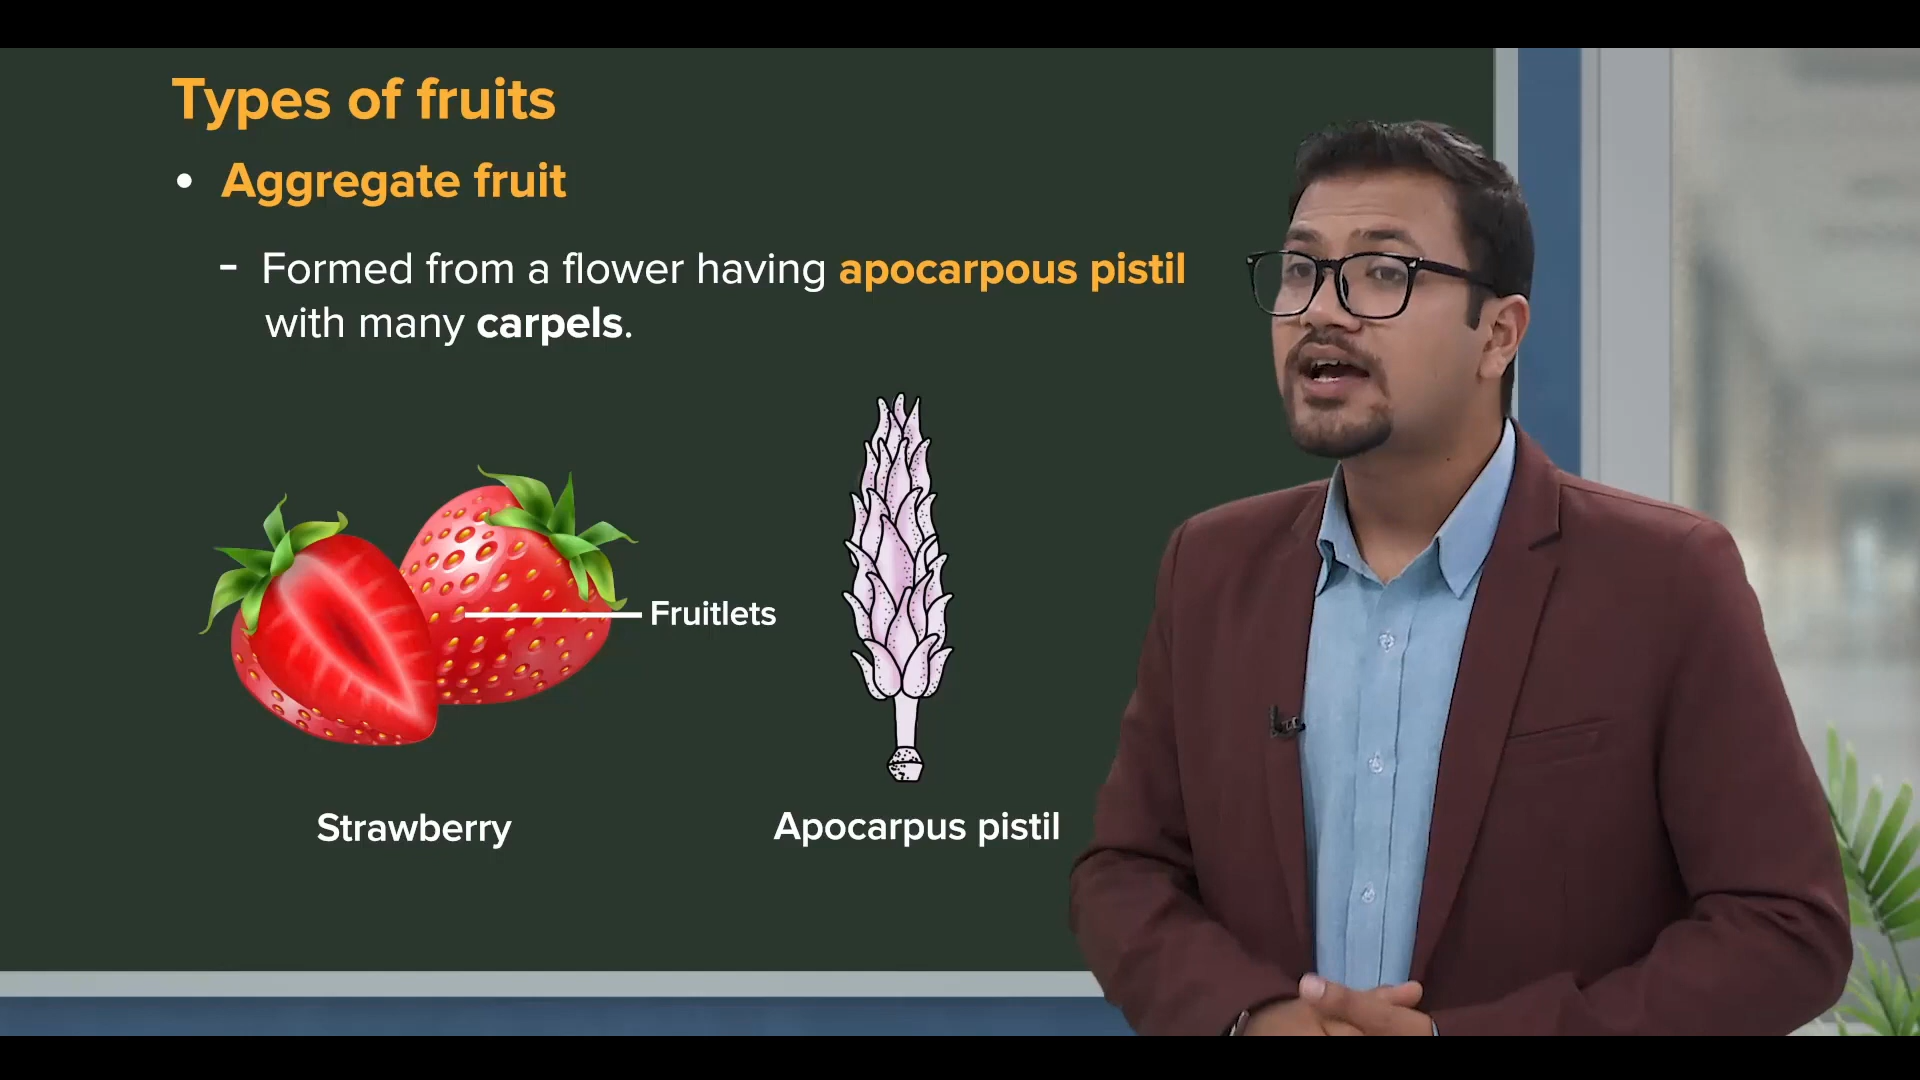 Types of fruits
• Aggregate fruit
- Formed from a flower having apocarpous pistil
with many carpels.
Fruitlets
Strawberry
Apocarpus pistil